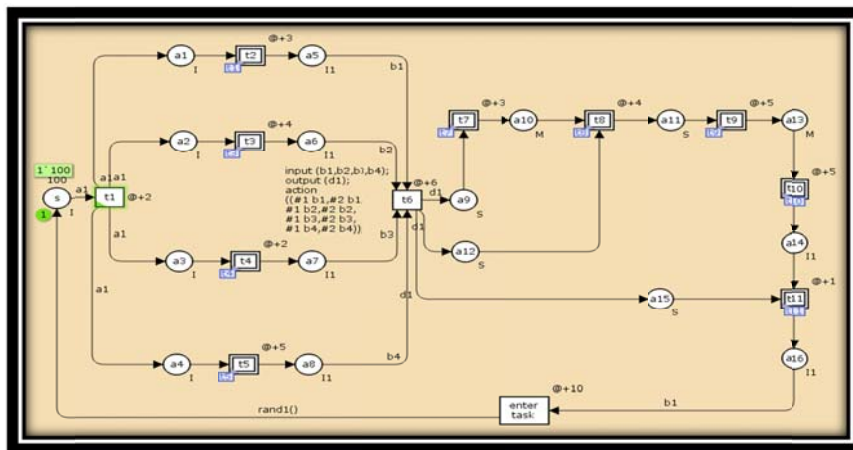 @+3
a1
I
t2
a5
I1
b1
@+4
a2
I
t3
a6
I1
b2
1`100
100
s
1
I
a1
a1
a1
t1
@+2
input (b1,b2,b3,b4);
output (d1);
action
((#1 b1,#2 b1
#1 b2,#2 b2,
#1 b3,#2 b3,
#1 b4,#2 b4))
@+6
t6
d1
d1
a9
S
a12
S
@+3
t7
t7
a10
M
@+4
t8
t8
a11
S
@+5
t9
t9
a13
M
@+5
t10
a14
I1
@+1
t11
a15
S
a16
I1
a1
@+2
a3
I
t4
a7
I1
b3
a1
d1
@+5
a4
I
t5
a8
I1
b4
@+10
enter
task
b1
rand1()